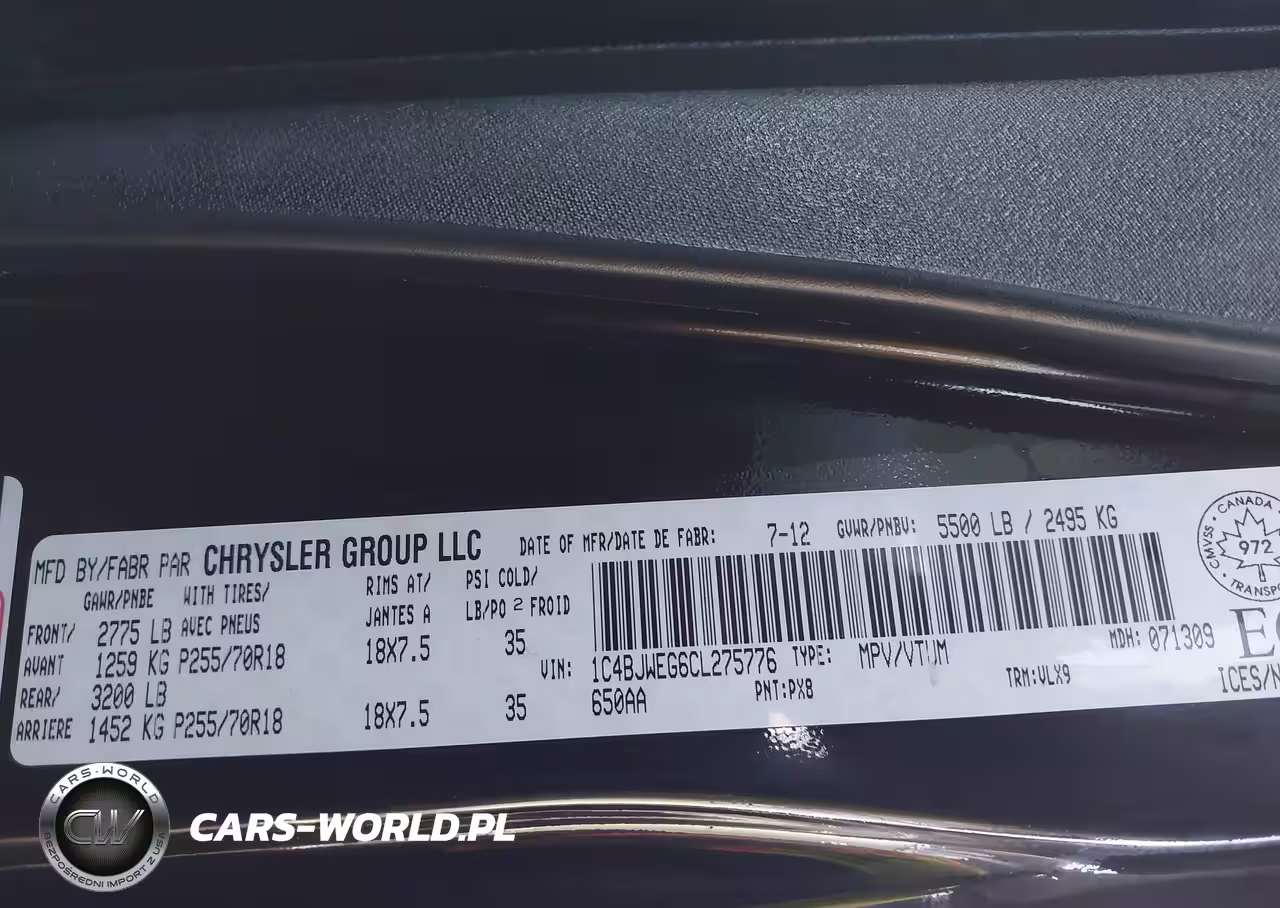 MFD BY/FABR PAR CHRYSLER GROUP LLC DATE OF MFR/DATE DE FABR: 7-12 GVWR/PNBV: 5500 LB / 2495 KG
GAWR/PNBE WITH TIRES/ RIMS AT/ PSI COLD/
AVEC PNEUS JANTES A LB/PO 2 FROID
FRONT/ 2775 LB
AVANT 1259 KG P255/70R18 18X7.5 35
REAR/ 3200 LB
ARRIERE 1452 KG P255/70R18 18X7.5 35
VIN: 1C4BJWEG6CL275776 TYPE: MPV/VTUM MDH: 071309
650AA PNT:PX8 TRM:VLX9
CANADA
CMVSS
972
TRANSPO
ICES/N
CARS-WORLD
CW
BEZPOŚREDNI IMPORT Z USA
CARS-WORLD.PL